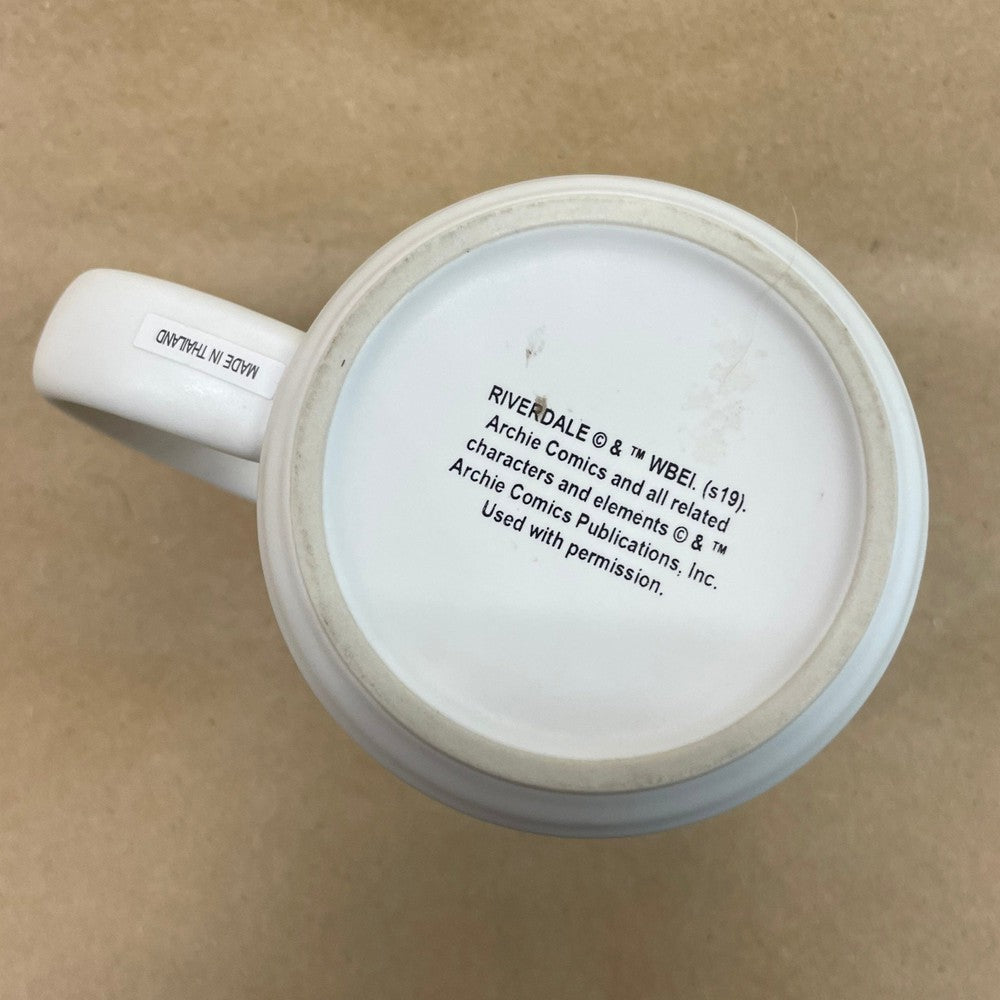 MADE IN THAILAND
RIVERDALE © & ™ WBEI. (s19).
Archie Comics and all related
characters and elements © & ™
Archie Comics Publications, Inc.
Used with permission.